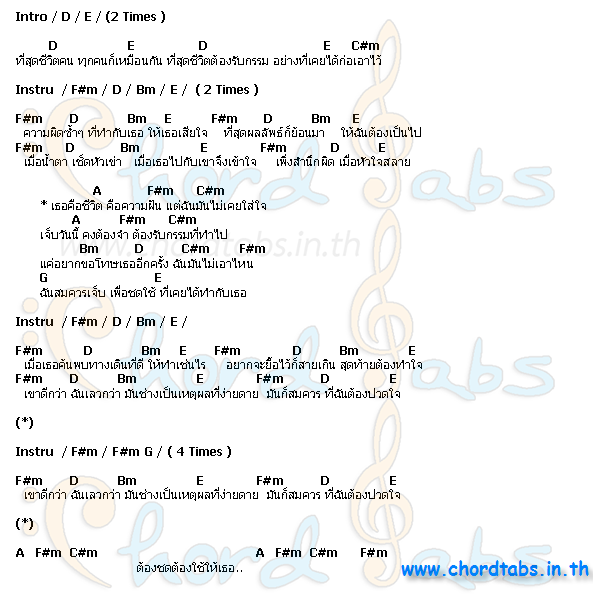 Intro / D / E / (2 Times )
D E D E C#m
ที่สุดชีวิตคน ทุกคนก็เหมือนกัน ที่สุดชีวิตต้องรับกรรม อย่างที่เคยได้ก่อเอาไว้
Instru / F#m / D / Bm / E / ( 2 Times )
F#m D Bm E F#m D Bm E
ความผิดซ้ำๆ ที่ทำกับเธอ ให้เธอเสียใจ ที่สุดผลลัพธ์ก็ย้อนมา ให้ฉันต้องเป็นไป
F#m D Bm E F#m D E
เมื่อน้ำตา เช็ดหัวเข่า เมื่อเธอไปกับเขาจึงเข้าใจ เพิ่งสำนึกผิด เมื่อหัวใจสลาย
A F#m C#m
* เธอคือชีวิต คือความฝัน แต่ฉันมันไม่เคยใส่ใจ
A F#m C#m
เจ็บวันนี้ คงต้องจำ ต้องรับกรรมที่ทำไป
Bm D C#m F#m
แค่อยากขอโทษเธออีกครั้ง ฉันมันไม่เอาไหน
G E
ฉันสมควรเจ็บ เพื่อชดใช้ ที่เคยได้ทำกับเธอ
Instru / F#m / D / Bm / E /
F#m D Bm E F#m D Bm E
เมื่อเธอค้นพบทางเดินที่ดี ให้ทำเช่นไร อยากจะยื้อไว้ก็สายเกิน สุดท้ายต้องทำใจ
F#m D Bm E F#m D E
เขาดีกว่า ฉันเลวกว่า มันช่างเป็นเหตุผลที่ง่ายดาย มันก็สมควร ที่ฉันต้องปวดใจ
(*)
Instru / F#m / F#m G / ( 4 Times )
F#m D Bm E F#m D E
เขาดีกว่า ฉันเลวกว่า มันช่างเป็นเหตุผลที่ง่ายดาย มันก็สมควร ที่ฉันต้องปวดใจ
(*)
A F#m C#m A F#m C#m F#m
ต้องชดต้องใช้ให้เธอ..
www.chordtabs.in.th